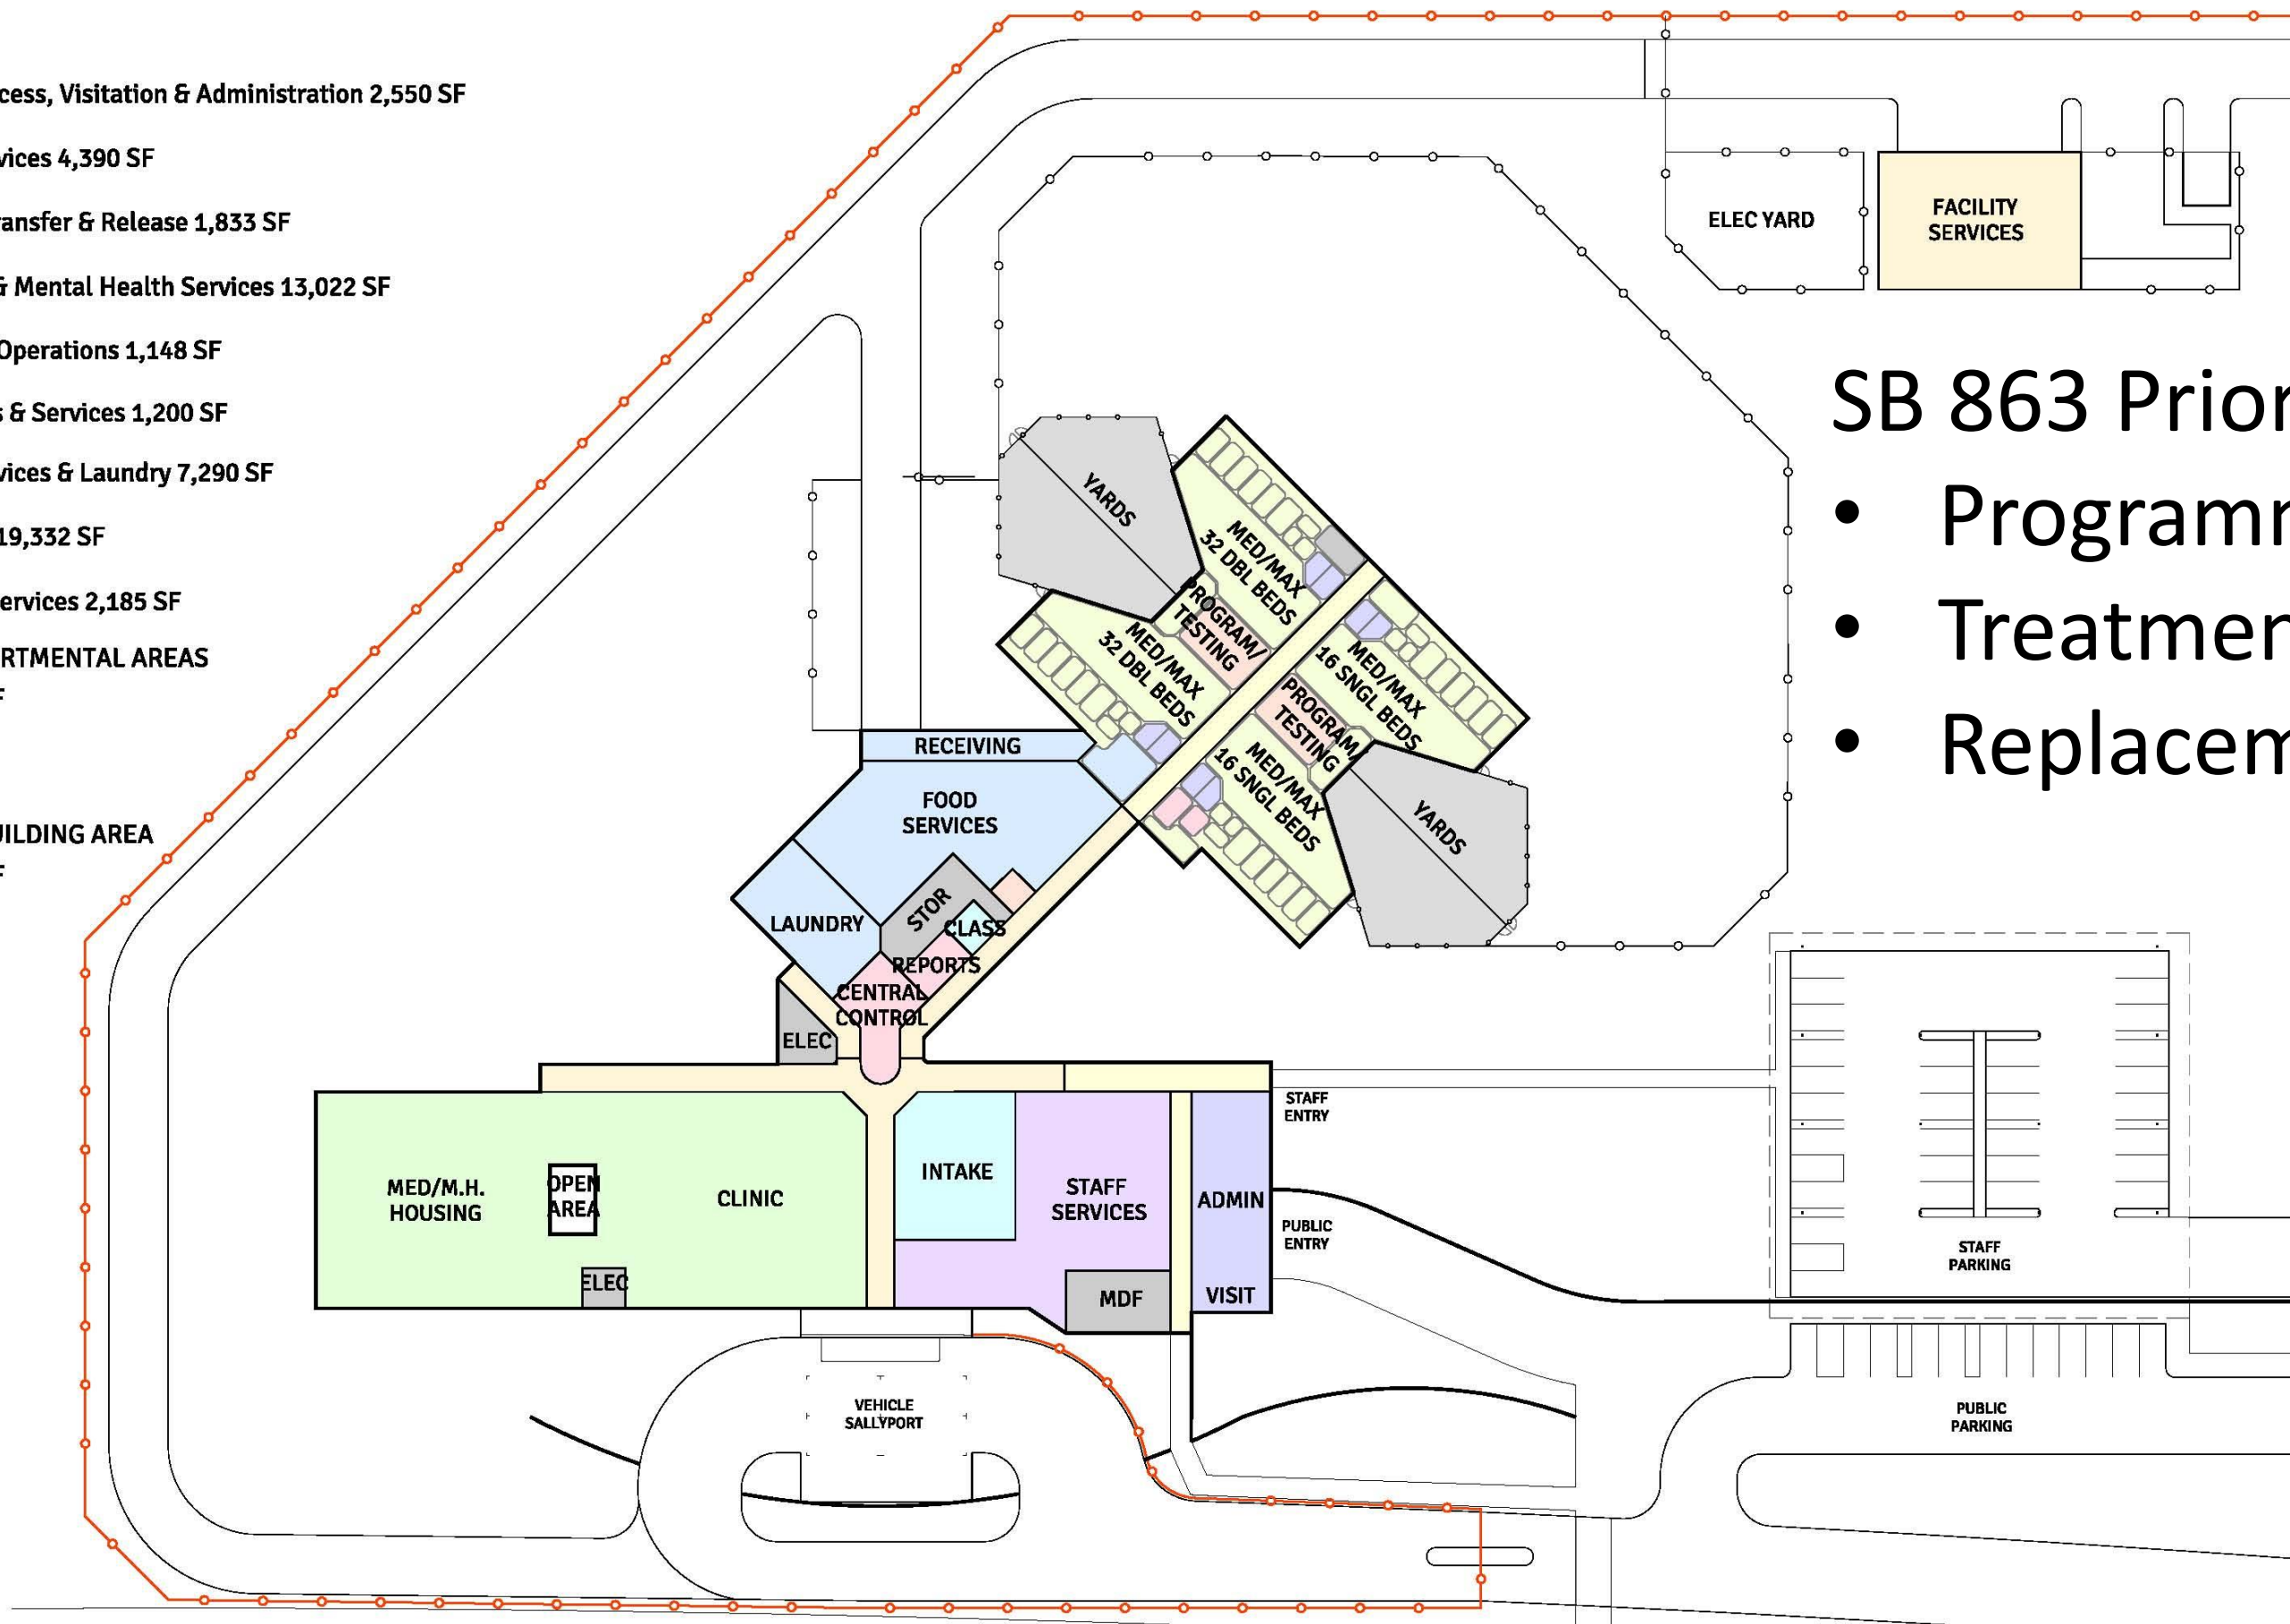 cess, Visitation & Administration 2,550 SF
vices 4,390 SF
ransfer & Release 1,833 SF
& Mental Health Services 13,022 SF
Operations 1,148 SF
s & Services 1,200 SF
vices & Laundry 7,290 SF
19,332 SF
ervices 2,185 SF
RTMENTAL AREAS
F
UILDING AREA
F
ELEC YARD
FACILITY
SERVICES
SB 863 Prior
• Programm
• Treatmen
• Replacem
YARDS
MED/MAX
32 DBL BEDS
PROGRAM/
TESTING
MED/MAX
32 DBL BEDS
MED/MAX
16 SNGL BEDS
PROGRAM/
TESTING
MED/MAX
16 SNGL BEDS
YARDS
RECEIVING
FOOD
SERVICES
LAUNDRY
STOR
CLASS
REPORTS
CENTRAL
CONTROL
ELEC
MED/M.H.
HOUSING
OPEN
AREA
CLINIC
ELEC
INTAKE
STAFF
SERVICES
MDF
ADMIN
VISIT
STAFF
ENTRY
PUBLIC
ENTRY
STAFF
PARKING
VEHICLE
SALLYPORT
PUBLIC
PARKING